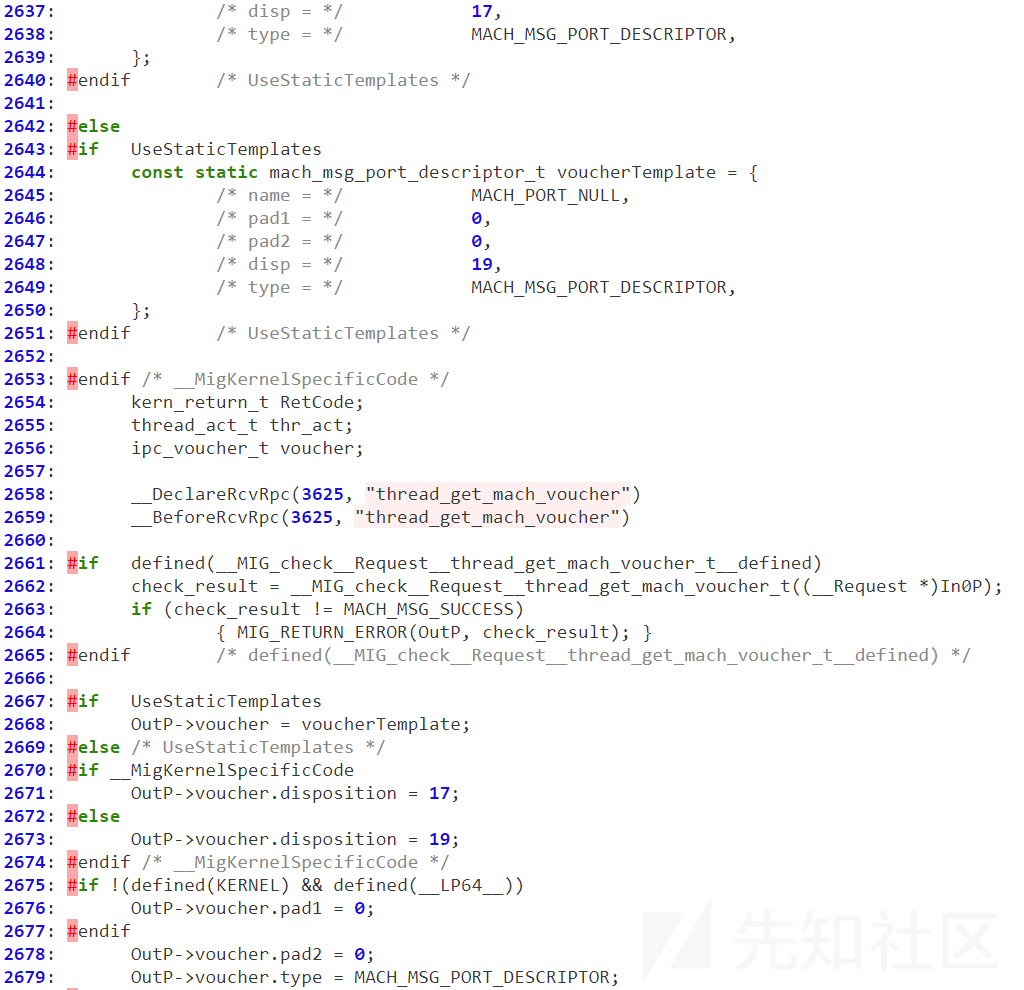 2637:               /* disp = */            17,
2638:               /* type = */            MACH_MSG_PORT_DESCRIPTOR,
2639:       };
2640: #endif        /* UseStaticTemplates */
2641:
2642: #else
2643: #if   UseStaticTemplates
2644:       const static mach_msg_port_descriptor_t voucherTemplate = {
2645:               /* name = */            MACH_PORT_NULL,
2646:               /* pad1 = */            0,
2647:               /* pad2 = */            0,
2648:               /* disp = */            19,
2649:               /* type = */            MACH_MSG_PORT_DESCRIPTOR,
2650:       };
2651: #endif        /* UseStaticTemplates */
2652:
2653: #endif /* __MigKernelSpecificCode */
2654:       kern_return_t RetCode;
2655:       thread_act_t thr_act;
2656:       ipc_voucher_t voucher;
2657:
2658:       __DeclareRcvRpc(3625, "thread_get_mach_voucher")
2659:       __BeforeRcvRpc(3625, "thread_get_mach_voucher")
2660:
2661: #if   defined(__MIG_check__Request__thread_get_mach_voucher_t__defined)
2662:       check_result = __MIG_check__Request__thread_get_mach_voucher_t((__Request *)In0P);
2663:       if (check_result != MACH_MSG_SUCCESS)
2664:               { MIG_RETURN_ERROR(OutP, check_result); }
2665: #endif        /* defined(__MIG_check__Request__thread_get_mach_voucher_t__defined) */
2666:
2667: #if   UseStaticTemplates
2668:       OutP->voucher = voucherTemplate;
2669: #else /* UseStaticTemplates */
2670: #if __MigKernelSpecificCode
2671:       OutP->voucher.disposition = 17;
2672: #else
2673:       OutP->voucher.disposition = 19;
2674: #endif /* __MigKernelSpecificCode */
2675: #if !(defined(KERNEL) && defined(__LP64__))
2676:       OutP->voucher.pad1 = 0;
2677: #endif
2678:       OutP->voucher.pad2 = 0;
2679:       OutP->voucher.type = MACH_MSG_PORT_DESCRIPTOR;
先知社区